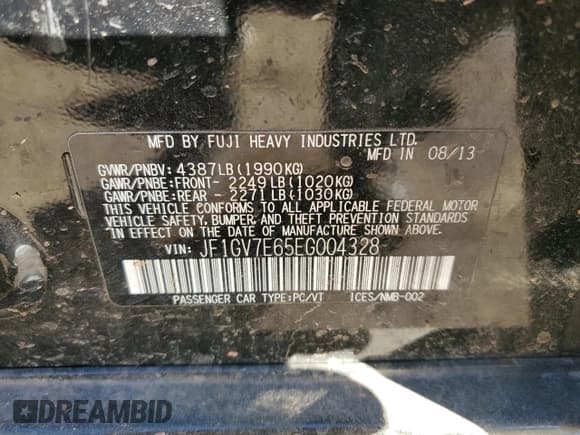 MFD BY FUJI HEAVY INDUSTRIES LTD.
MFD IN 08/13
GVWR/PNBV: 4387LB(1990KG)
GAWR/PNBE:FRONT- 2249LB(1020KG)
GAWR/PNBE:REAR - 2271LB(1030KG)
THIS VEHICLE CONFORMS TO ALL APPLICABLE FEDERAL MOTOR
VEHICLE SAFETY, BUMPER, AND THEFT PREVENTION STANDARDS
IN EFFECT ON THE DATE OF MANUFACTURE SHOWN ABOVE.
VIN: JF1GV7E65EG004328
PASSENGER CAR TYPE:PC/VT ICES/NMB-002
DREAMBID